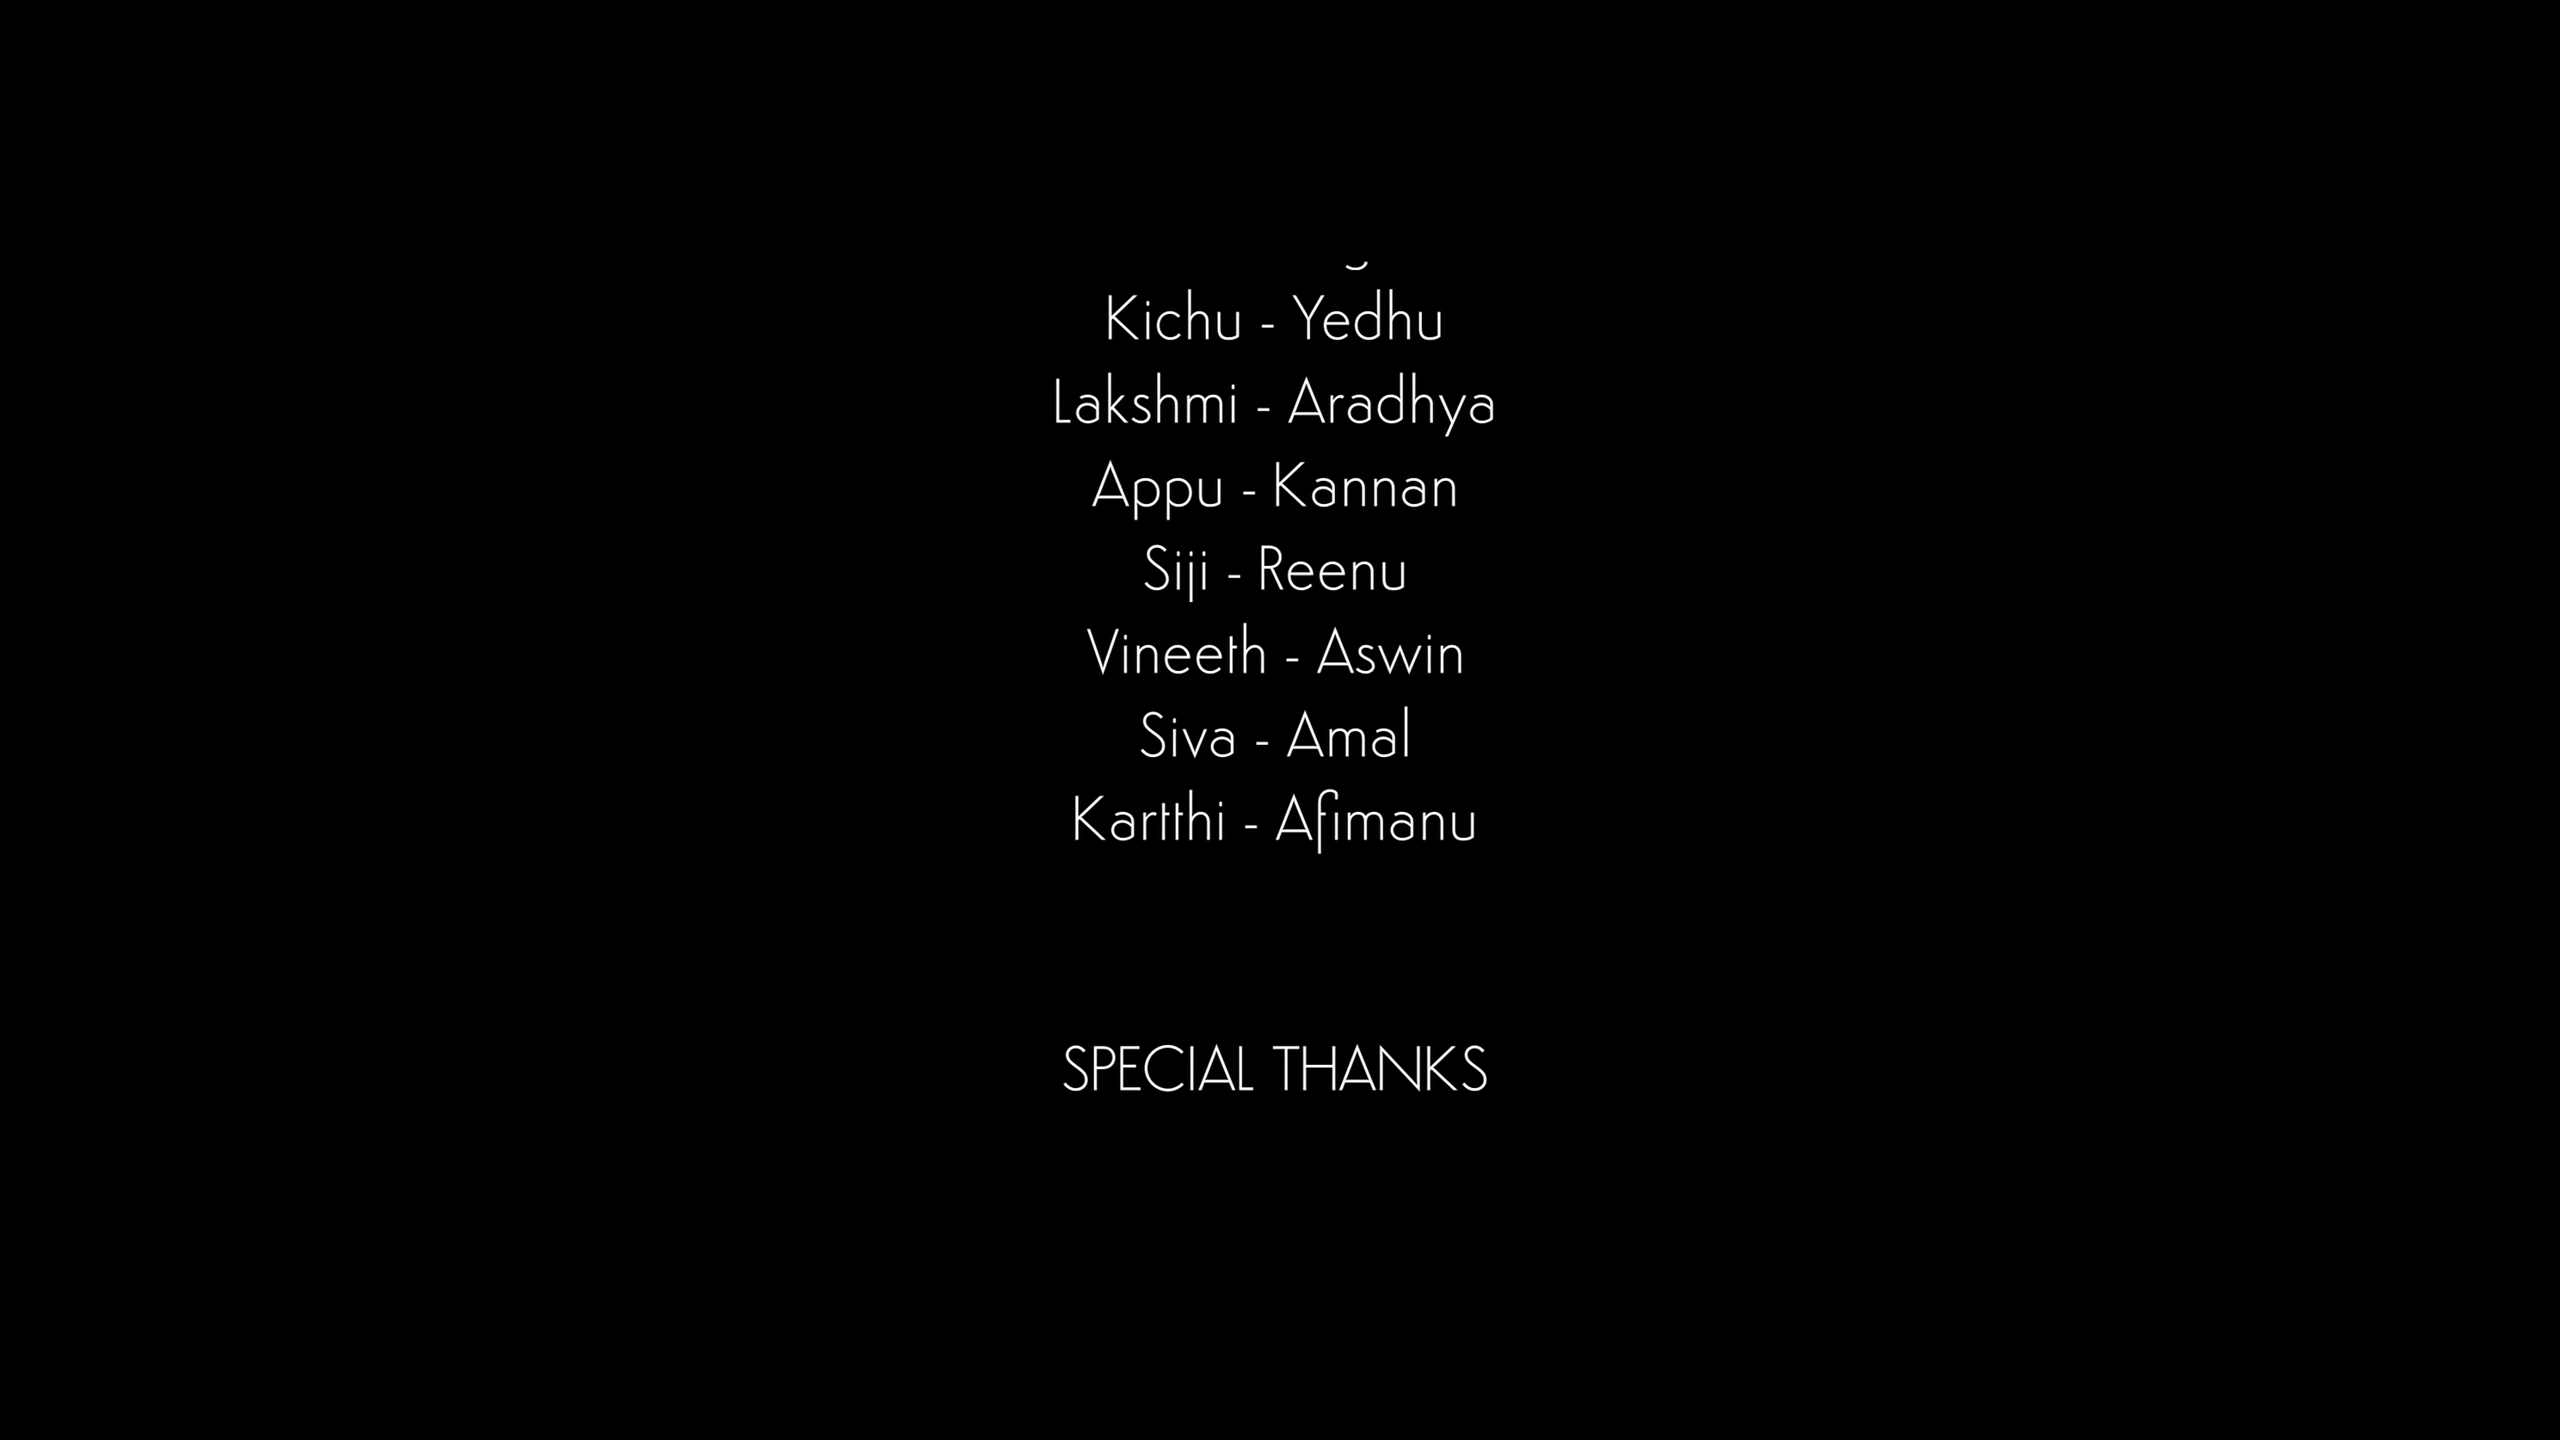 Kichu - Yedhu
Lakshmi - Aradhya
Appu - Kannan
Siji - Reenu
Vineeth - Aswin
Siva - Amal
Kartthi - Afimanu
SPECIAL THANKS